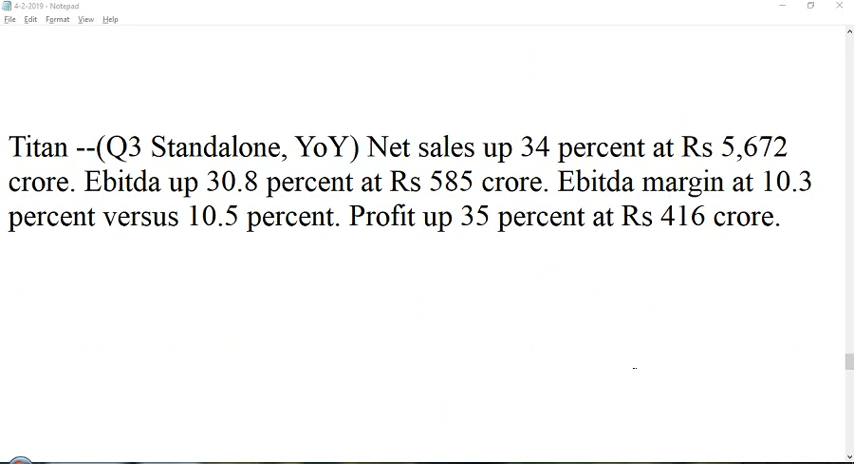 4-2-2019 - Notepad
File Edit Format View Help
Titan --(Q3 Standalone, YoY) Net sales up 34 percent at Rs 5,672
crore. Ebitda up 30.8 percent at Rs 585 crore. Ebitda margin at 10.3
percent versus 10.5 percent. Profit up 35 percent at Rs 416 crore.